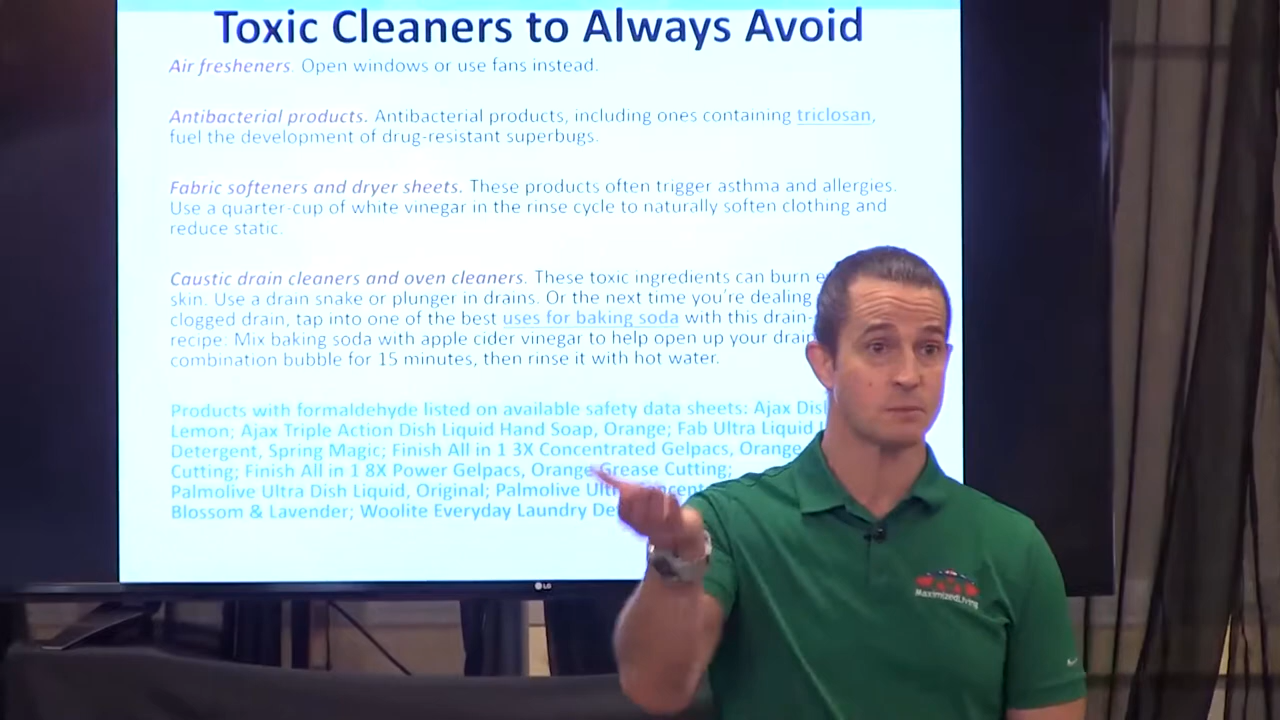 Toxic Cleaners to Always Avoid
Air fresheners. Open windows or use fans instead.
Antibacterial products. Antibacterial products, including ones containing triclosan,
fuel the development of drug-resistant superbugs.
Fabric softeners and dryer sheets. These products often trigger asthma and allergies.
Use a quarter-cup of white vinegar in the rinse cycle to naturally soften clothing and
reduce static.
Caustic drain cleaners and oven cleaners. These toxic ingredients can burn
skin. Use a drain snake or plunger in drains. Or the next time you're dealing
clogged drain, tap into one of the best uses for baking soda with this drain-
recipe: Mix baking soda with apple cider vinegar to help open up your drain
combination bubble for 15 minutes, then rinse it with hot water.
Products with formaldehyde listed on available safety data sheets: Ajax
Lemon; Ajax Triple Action Dish Liquid Hand Soap, Orange; Fab Ultra Liquid
Detergent, Spring Magic; Finish All in 1 3X Concentrated Gelpacs, Orange
Cutting; Finish All in 1 8X Power Gelpacs, Orange Grease Cutting;
Palmolive Ultra Dish Liquid, Original; Palmolive
Blossom & Lavender; Woolite Everyday Laundry
LG
MaximizedLiving